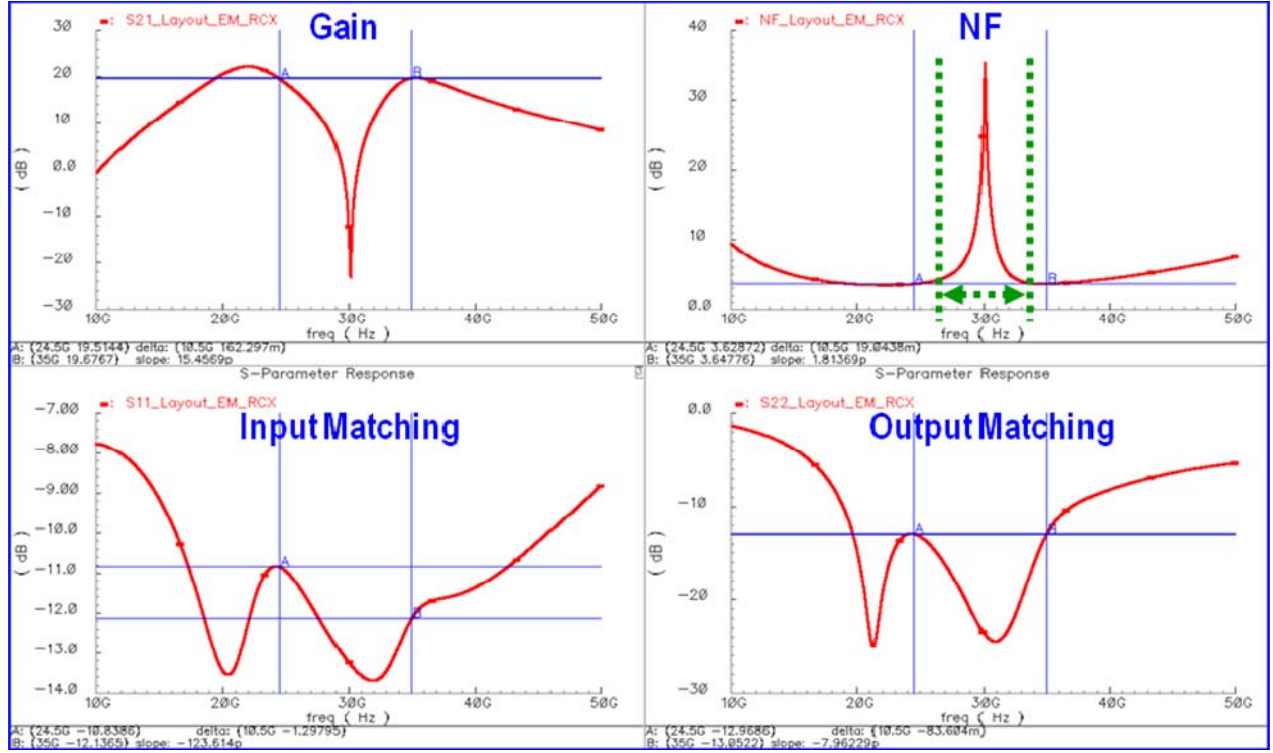 S21_Layout_EM_RCX
Gain
30
20
10
0.0
-10
-20
-30
( dB )
A
B
10G
20G
30G
40G
50G
freq ( Hz )
A: (24.5G 19.5144) delta: (10.5G 162.297m)
B: (35G 19.6767) slope: 15.4569p
NF_Layout_EM_RCX
NF
40
30
20
10
0.0
( dB )
A
B
10G
20G
30G
40G
50G
freq ( Hz )
A: (24.5G 3.62872) delta: (10.5G 19.0438m)
B: (35G 3.64776) slope: 1.81369p
S-Parameter Response
S11_Layout_EM_RCX
Input Matching
-7.00
-8.00
-9.00
-10.0
-11.0
-12.0
-13.0
-14.0
( dB )
A
B
10G
20G
30G
40G
50G
freq ( Hz )
A: (24.5G -10.8386) delta: (10.5G -1.29795)
B: (35G -12.1365) slope: -123.614p
S-Parameter Response
S22_Layout_EM_RCX
Output Matching
0.0
-10
-20
-30
( dB )
A
B
10G
20G
30G
40G
50G
freq ( Hz )
A: (24.5G -12.9686) delta: (10.5G -83.604m)
B: (35G -13.0522) slope: -7.96229p